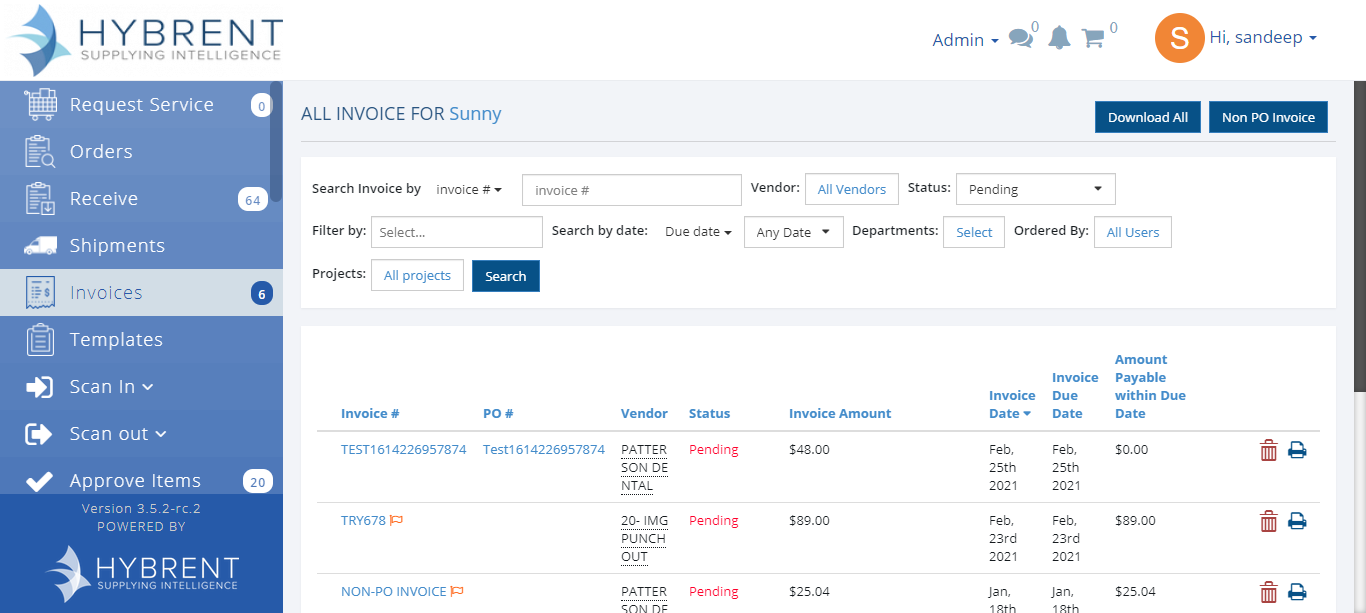 HYBRENT
SUPPLYING INTELLIGENCE
Admin
0
0
S
Hi, sandeep
Request Service 0
Orders
Receive 64
Shipments
Invoices 6
Templates
Scan In
Scan out
Approve Items 20
Version 3.5.2-rc.2
POWERED BY
HYBRENT
SUPPLYING INTELLIGENCE
ALL INVOICE FOR Sunny
Download All
Non PO Invoice
Search Invoice by invoice # invoice # Vendor: All Vendors Status: Pending
Filter by: Select... Search by date: Due date Any Date Departments: Select Ordered By: All Users
Projects: All projects Search
Invoice #
PO #
Vendor
Status
Invoice Amount
Invoice
Date
Invoice
Due
Date
Amount
Payable
within Due
Date
TEST1614226957874
Test1614226957874
PATTER
SON DE
NTAL
Pending
$48.00
Feb,
25th
2021
Feb,
25th
2021
$0.00
TRY678
20- IMG
PUNCH
OUT
Pending
$89.00
Feb,
23rd
2021
Feb,
23rd
2021
$89.00
NON-PO INVOICE
PATTER
SON DE
Pending
$25.04
Jan,
18th
Jan,
18th
$25.04